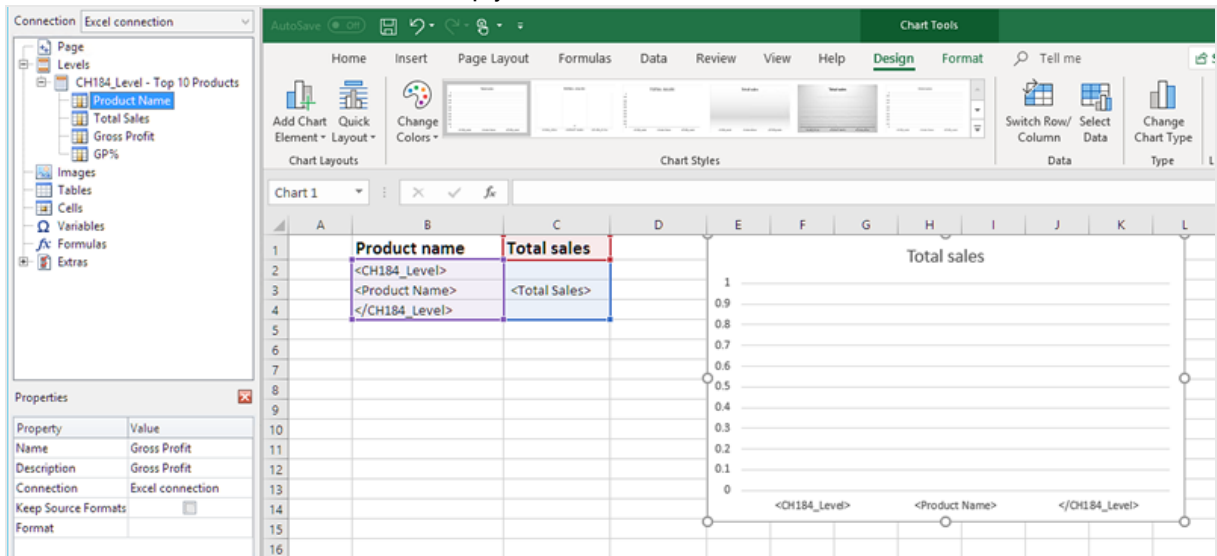 Connection Excel connection
Page
Levels
CH184_Level - Top 10 Products
Product Name
Total Sales
Gross Profit
GP%
Images
Tables
Cells
Variables
fx Formulas
Extras
Properties
Property Value
Name Gross Profit
Description Gross Profit
Connection Excel connection
Keep Source Formats
Format
AutoSave Off
Chart Tools
Home Insert Page Layout Formulas Data Review View Help Design Format Tell me
Add Chart Element Quick Layout Change Colors Switch Row/ Column Select Data Change Chart Type
Chart Layouts Chart Styles Data Type
Chart 1 fx
A B C D E F G H I J K L
1 Product name Total sales
2 <CH184_Level>
3 <Product Name> <Total Sales>
4 </CH184_Level>
5
6
7
8
9
10
11
12
13
14
15
16
Total sales
1
0.9
0.8
0.7
0.6
0.5
0.4
0.3
0.2
0.1
0
<CH184_Level> <Product Name> </CH184_Level>